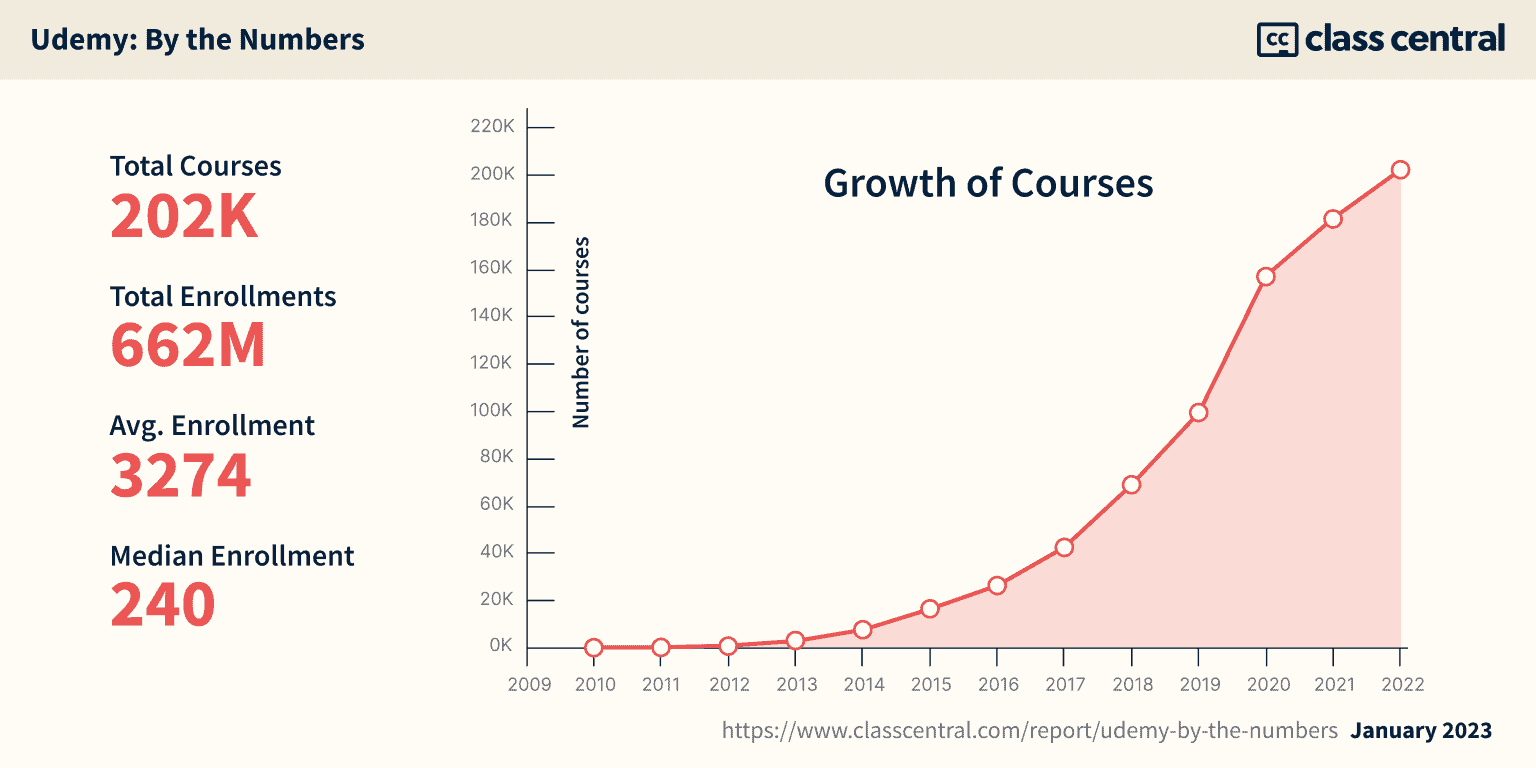 Udemy: By the Numbers
cc class central
Total Courses
202K
Total Enrollments
662M
Avg. Enrollment
3274
Median Enrollment
240
Growth of Courses
Number of courses
220K
200K
180K
160K
140K
120K
100K
80K
60K
40K
20K
0K
2009 2010 2011 2012 2013 2014 2015 2016 2017 2018 2019 2020 2021 2022
https://www.classcentral.com/report/udemy-by-the-numbers January 2023